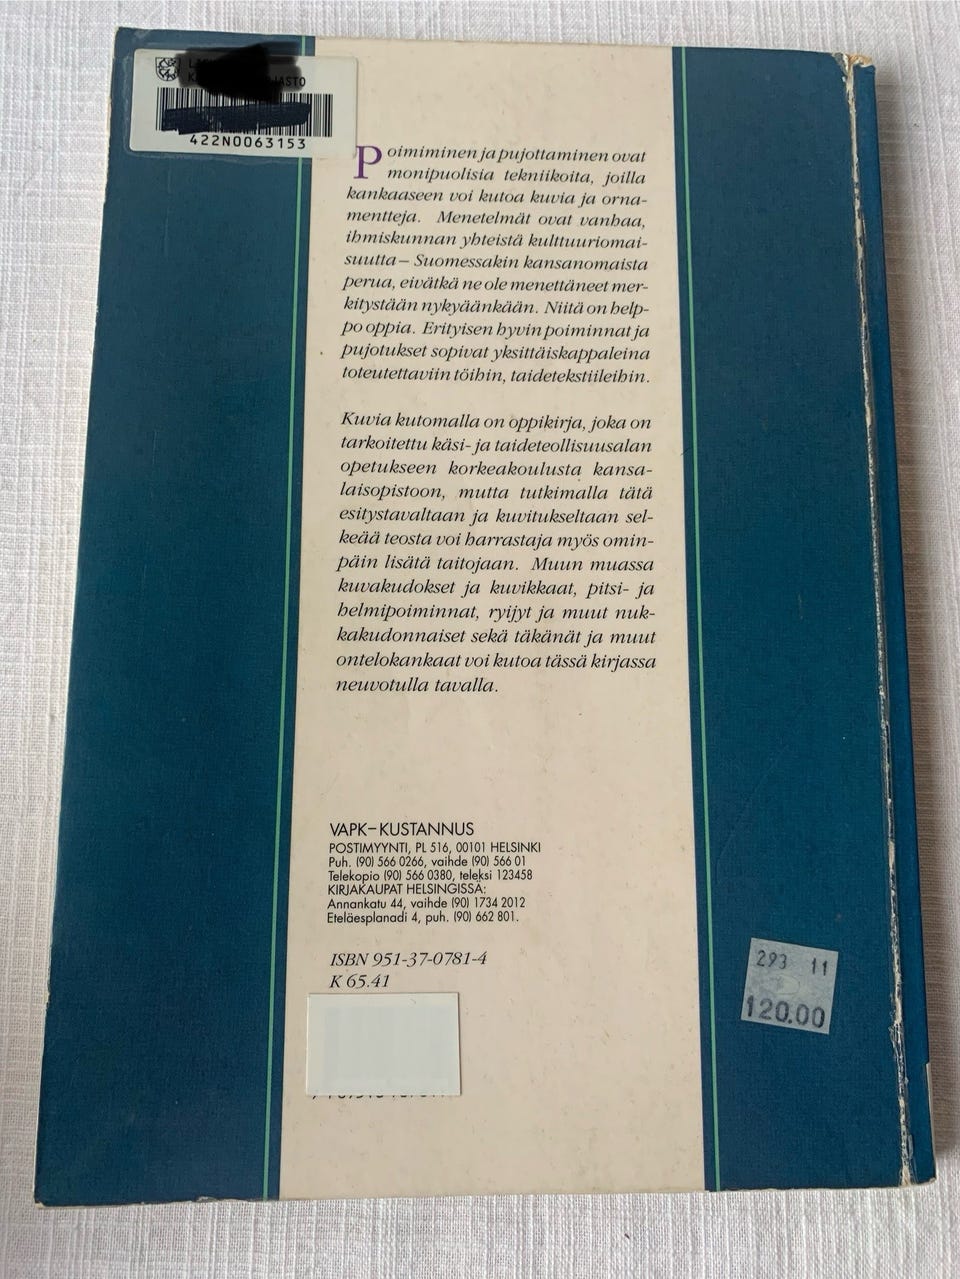 422N0063153
Poimiminen ja pujottaminen ovat
monipuolisia tekniikoita, joilla
kankaaseen voi kutoa kuvia ja orna-
mentteja. Menetelmät ovat vanhaa,
ihmiskunnan yhteistä kulttuuriomai-
suutta – Suomessakin kansanomaista
perua, eivätkä ne ole menettäneet mer-
kitystään nykyäänkään. Niitä on help-
po oppia. Erityisen hyvin poiminnat ja
pujotukset sopivat yksittäiskappaleina
toteutettaviin töihin, taidetekstiileihin.
Kuvia kutomalla on oppikirja, joka on
tarkoitettu käsi- ja taideteollisuusalan
opetukseen korkeakoulusta kansa-
laisopistoon, mutta tutkimalla tätä
esitystavaltaan ja kuvitukseltaan sel-
keää teosta voi harrastaja myös omin-
päin lisätä taitojaan. Muun muassa
kuvakudokset ja kuvikkaat, pitsi- ja
helmipoiminnat, ryijyt ja muut nuk-
kakudonnaiset sekä täkänät ja muut
ontelokankaat voi kutoa tässä kirjassa
neuvotulla tavalla.
VAPK–KUSTANNUS
POSTIMYYNTI, PL 516, 00101 HELSINKI
Puh. (90) 566 0266, vaihde (90) 566 01
Telekopio (90) 566 0380, teleksi 123458
KIRJAKAUPAT HELSINGISSÄ:
Annankatu 44, vaihde (90) 1734 2012
Eteläesplanadi 4, puh. (90) 662 801.
ISBN 951-37-0781-4
K 65.41
293 11
120.00